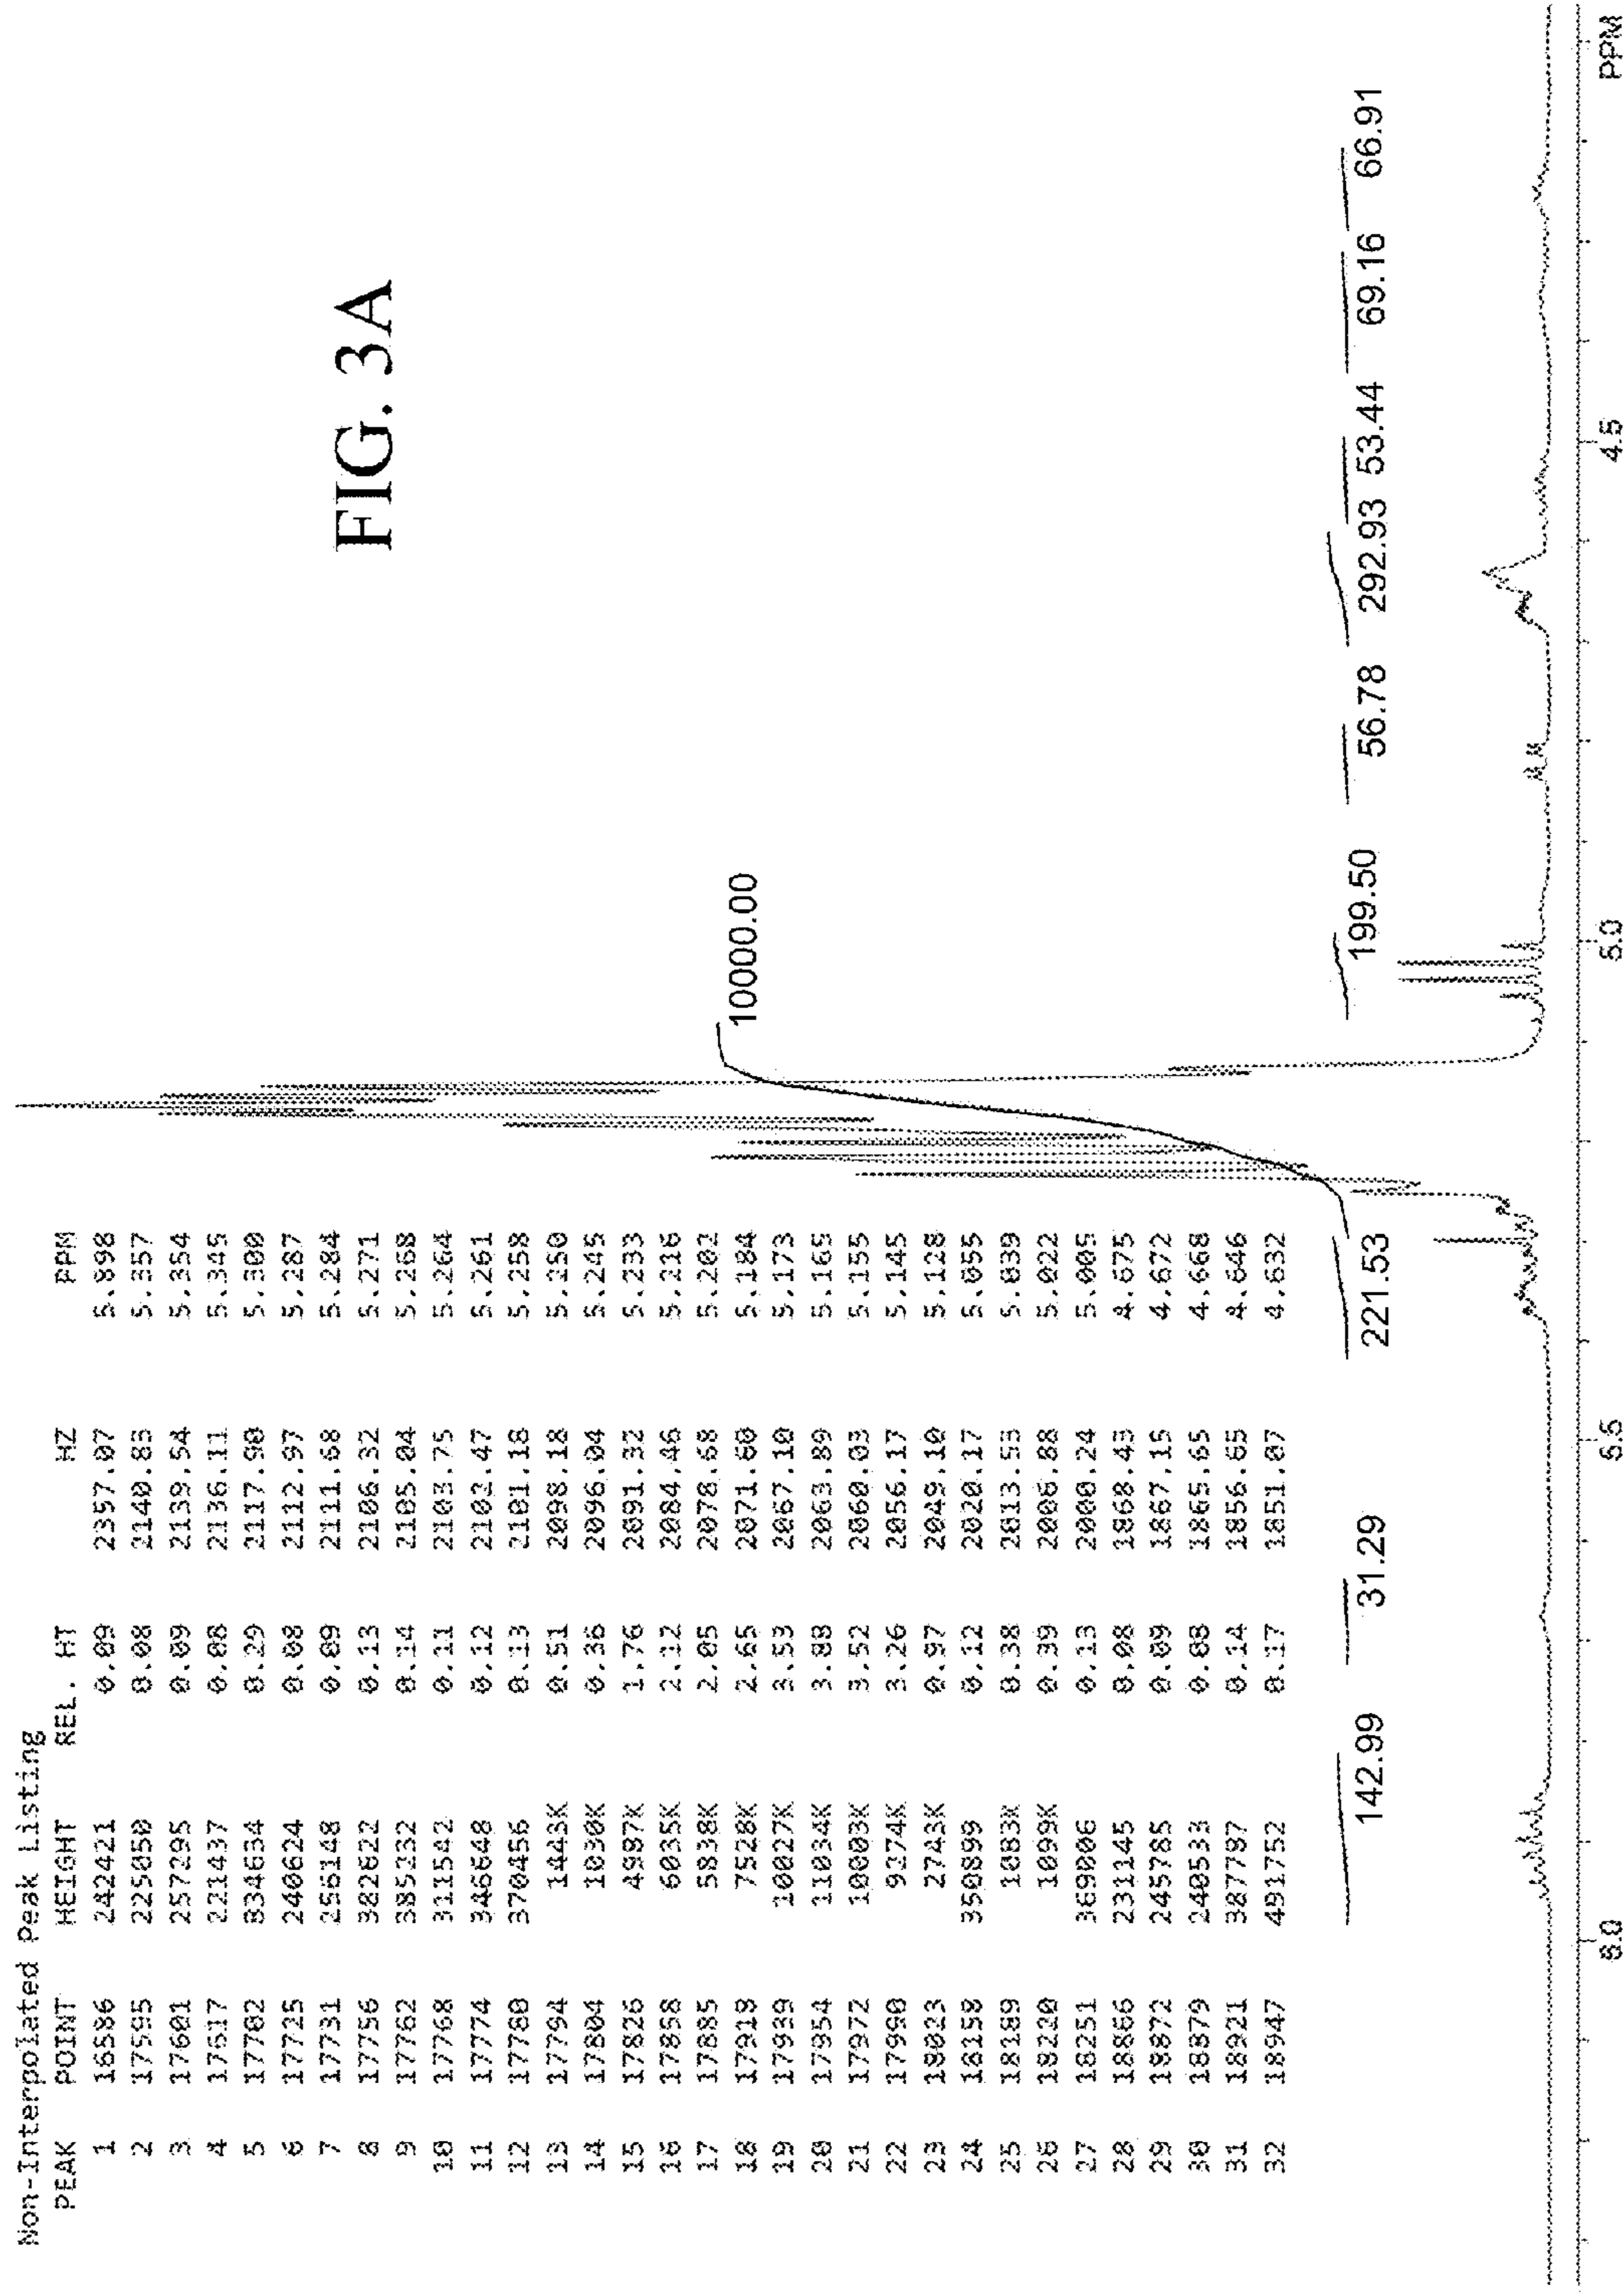 Non-Interpolated Peak Listing
PEAK POINT HEIGHT REL. HT HZ PPM
1 16586 242421 0.09 2357.07 5.898
2 17595 225050 0.08 2140.83 5.357
3 17601 257295 0.09 2139.54 5.354
4 17617 221437 0.08 2136.11 5.345
5 17702 834634 0.29 2117.90 5.300
6 17725 240624 0.08 2112.97 5.287
7 17731 256148 0.09 2111.68 5.284
8 17756 382622 0.13 2106.32 5.271
9 17762 385232 0.14 2105.04 5.268
10 17768 311542 0.11 2103.75 5.264
11 17774 346648 0.12 2102.47 5.261
12 17780 370456 0.13 2101.18 5.258
13 17794 1443K 0.51 2098.18 5.250
14 17804 1030K 0.36 2096.04 5.245
15 17826 4987K 1.76 2091.32 5.233
16 17858 6035K 2.12 2084.46 5.216
17 17885 5838K 2.05 2078.68 5.202
18 17918 7528K 2.65 2071.60 5.184
19 17939 10027K 3.53 2067.10 5.173
20 17954 11034K 3.88 2063.89 5.165
21 17972 10003K 3.52 2060.03 5.155
22 17990 9274K 3.26 2056.17 5.145
23 18023 2743K 0.97 2049.10 5.128
24 18158 350899 0.12 2020.17 5.055
25 18189 1083K 0.38 2013.53 5.039
26 18220 1099K 0.39 2006.88 5.022
27 18251 369006 0.13 2000.24 5.005
28 18866 231145 0.08 1868.43 4.675
29 18872 245785 0.09 1867.15 4.672
30 18879 240533 0.08 1865.65 4.668
31 18921 387787 0.14 1856.65 4.646
32 18947 491752 0.17 1851.07 4.632
FIG. 3A
10000.00
142.99 31.29 221.53 199.50 56.78 292.93 53.44 69.16 66.91
6.0 5.5 5.0 4.5 PPM